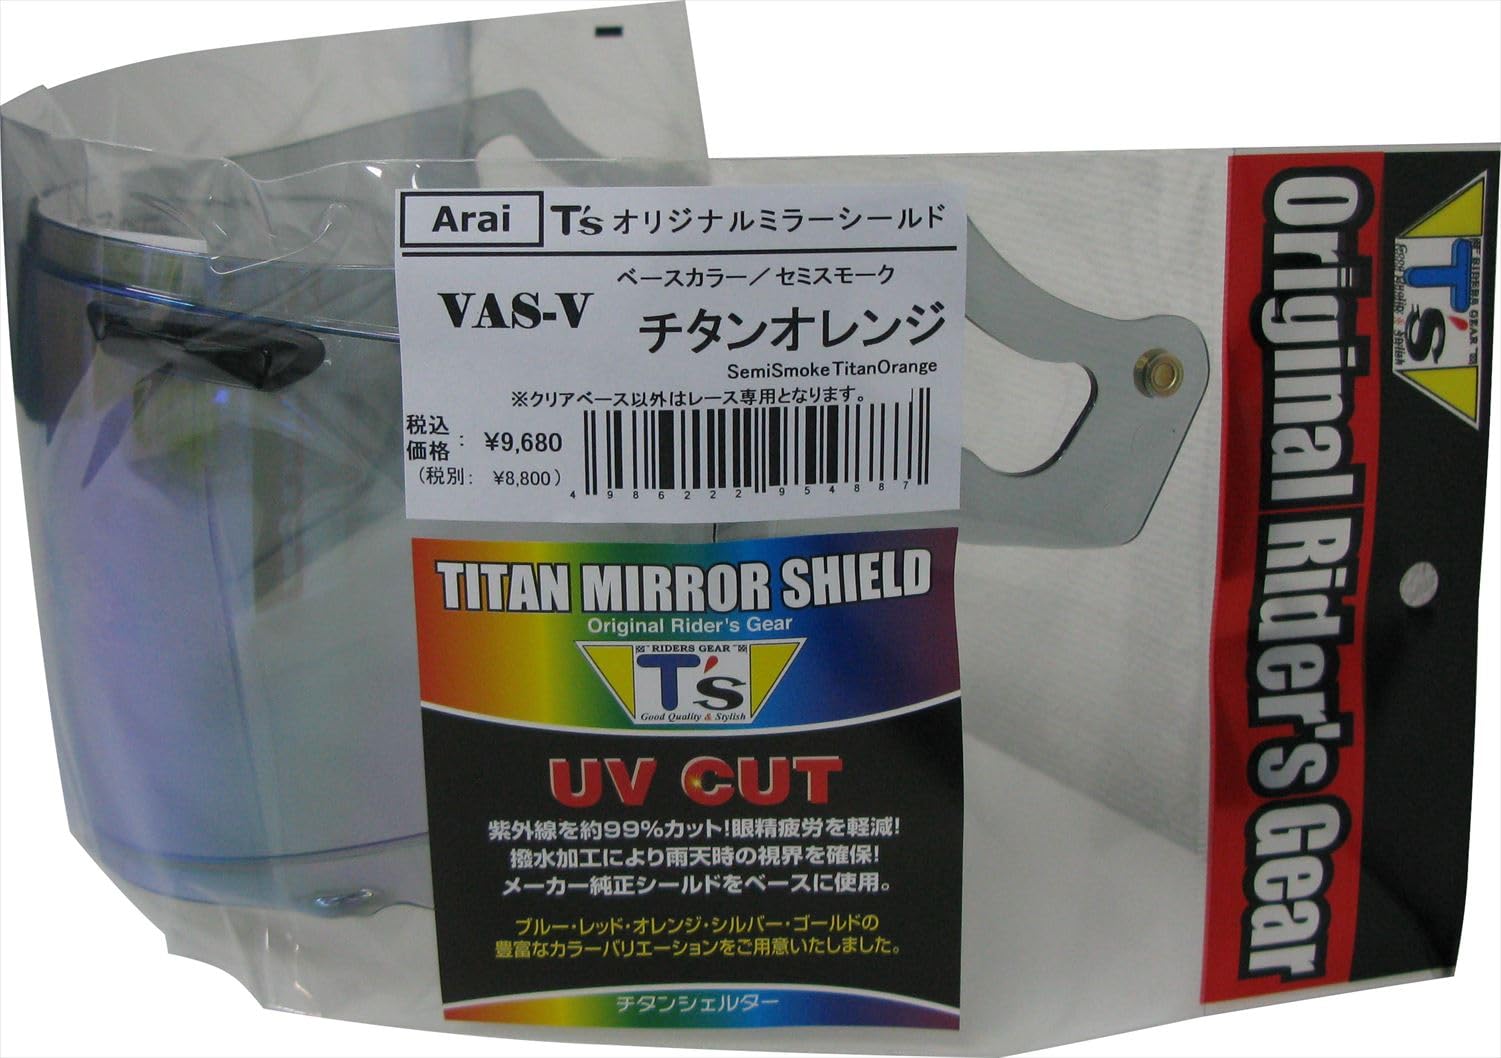 Arai T's オリジナルミラーシールド
ベースカラー/セミスモーク
VAS-V チタンオレンジ
SemiSmokeTitanOrange
※クリアベース以外はレース専用となります。
税込価格: ¥9,680
(税別: ¥8,800)
4 986222 954887
TITAN MIRROR SHIELD
Original Rider's Gear
RIDERS GEAR
T's
Good Quality & Stylish
UV CUT
紫外線を約99%カット!眼精疲労を軽減!
撥水加工により雨天時の視界を確保!
メーカー純正シールドをベースに使用。
ブルー・レッド・オレンジ・シルバー・ゴールドの
豊富なカラーバリエーションをご用意いたしました。
チタンシェルター
Original Rider's Gear
RIDERS GEAR
T's
Good Quality & Stylish